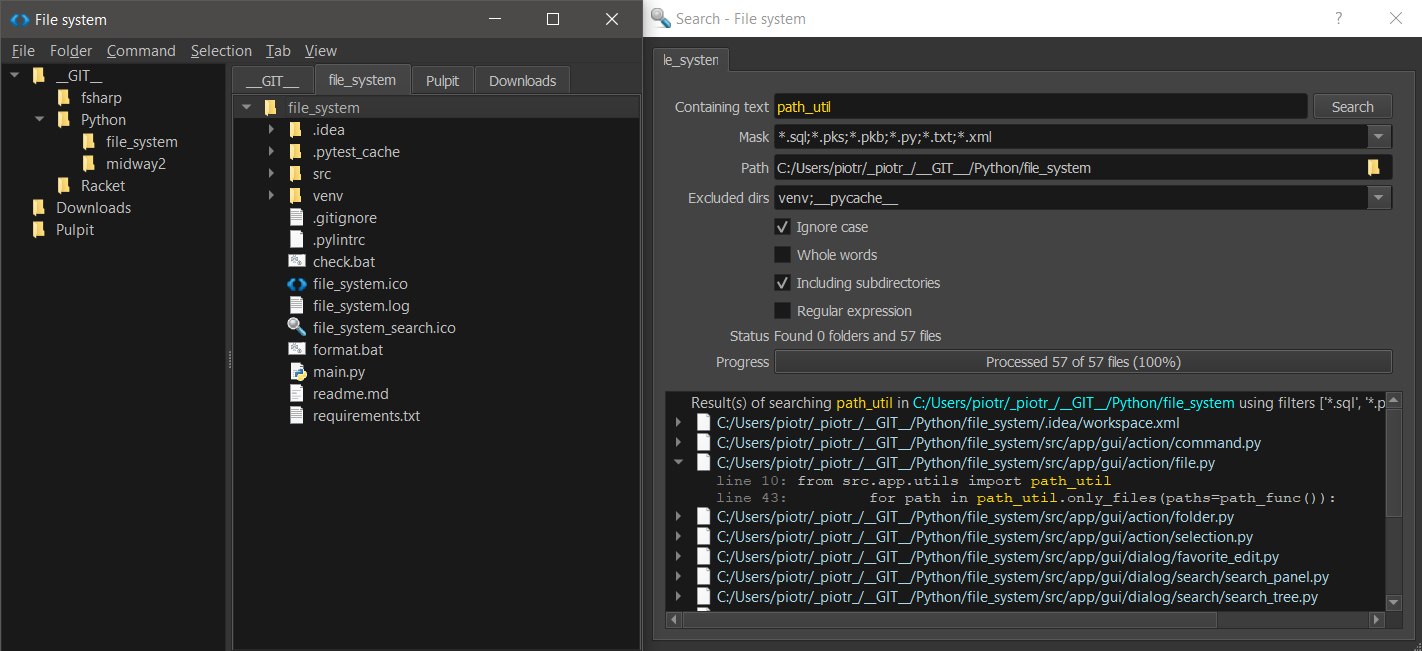 File system
File Folder Command Selection Tab View
__GIT__
fsharp
Python
file_system
midway2
Racket
Downloads
Pulpit
__GIT__ file_system Pulpit Downloads
file_system
.idea
.pytest_cache
src
venv
.gitignore
.pylintrc
check.bat
file_system.ico
file_system.log
file_system_search.ico
format.bat
main.py
readme.md
requirements.txt
Search - File system
le_system
Containing text path_util Search
Mask *.sql;*.pks;*.pkb;*.py;*.txt;*.xml
Path C:/Users/piotr/_piotr_/__GIT__/Python/file_system
Excluded dirs venv;__pycache__
Ignore case
Whole words
Including subdirectories
Regular expression
Status Found 0 folders and 57 files
Progress Processed 57 of 57 files (100%)
Result(s) of searching path_util in C:/Users/piotr/_piotr_/__GIT__/Python/file_system using filters ['*.sql', '*.p
C:/Users/piotr/_piotr_/__GIT__/Python/file_system/.idea/workspace.xml
C:/Users/piotr/_piotr_/__GIT__/Python/file_system/src/app/gui/action/command.py
C:/Users/piotr/_piotr_/__GIT__/Python/file_system/src/app/gui/action/file.py
line 10: from src.app.utils import path_util
line 43: for path in path_util.only_files(paths=path_func()):
C:/Users/piotr/_piotr_/__GIT__/Python/file_system/src/app/gui/action/folder.py
C:/Users/piotr/_piotr_/__GIT__/Python/file_system/src/app/gui/action/selection.py
C:/Users/piotr/_piotr_/__GIT__/Python/file_system/src/app/gui/dialog/favorite_edit.py
C:/Users/piotr/_piotr_/__GIT__/Python/file_system/src/app/gui/dialog/search/search_panel.py
C:/Users/piotr/_piotr_/__GIT__/Python/file_system/src/app/gui/dialog/search/search_tree.py